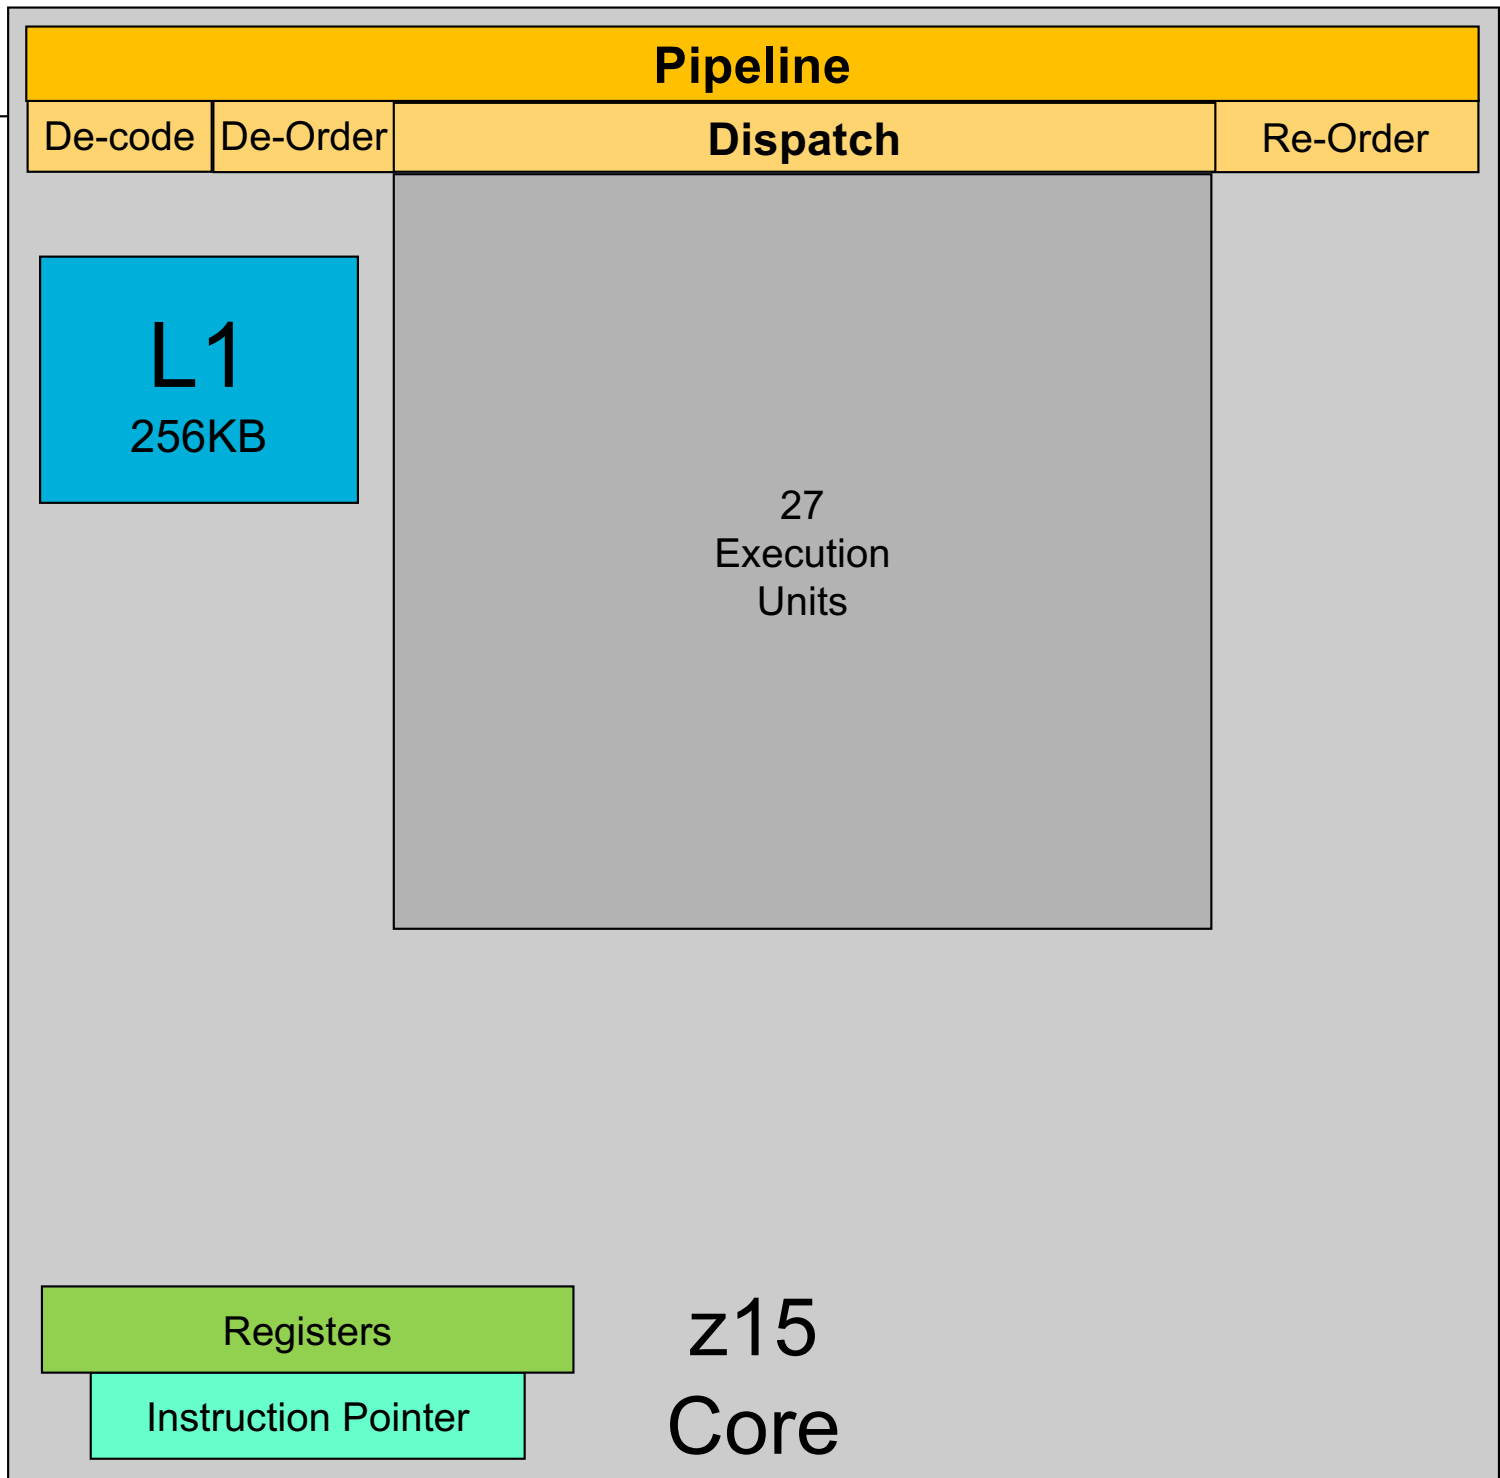 Pipeline
De-code
De-Order
Dispatch
Re-Order
L1
256KB
27
Execution
Units
Registers
Instruction Pointer
z15
Core